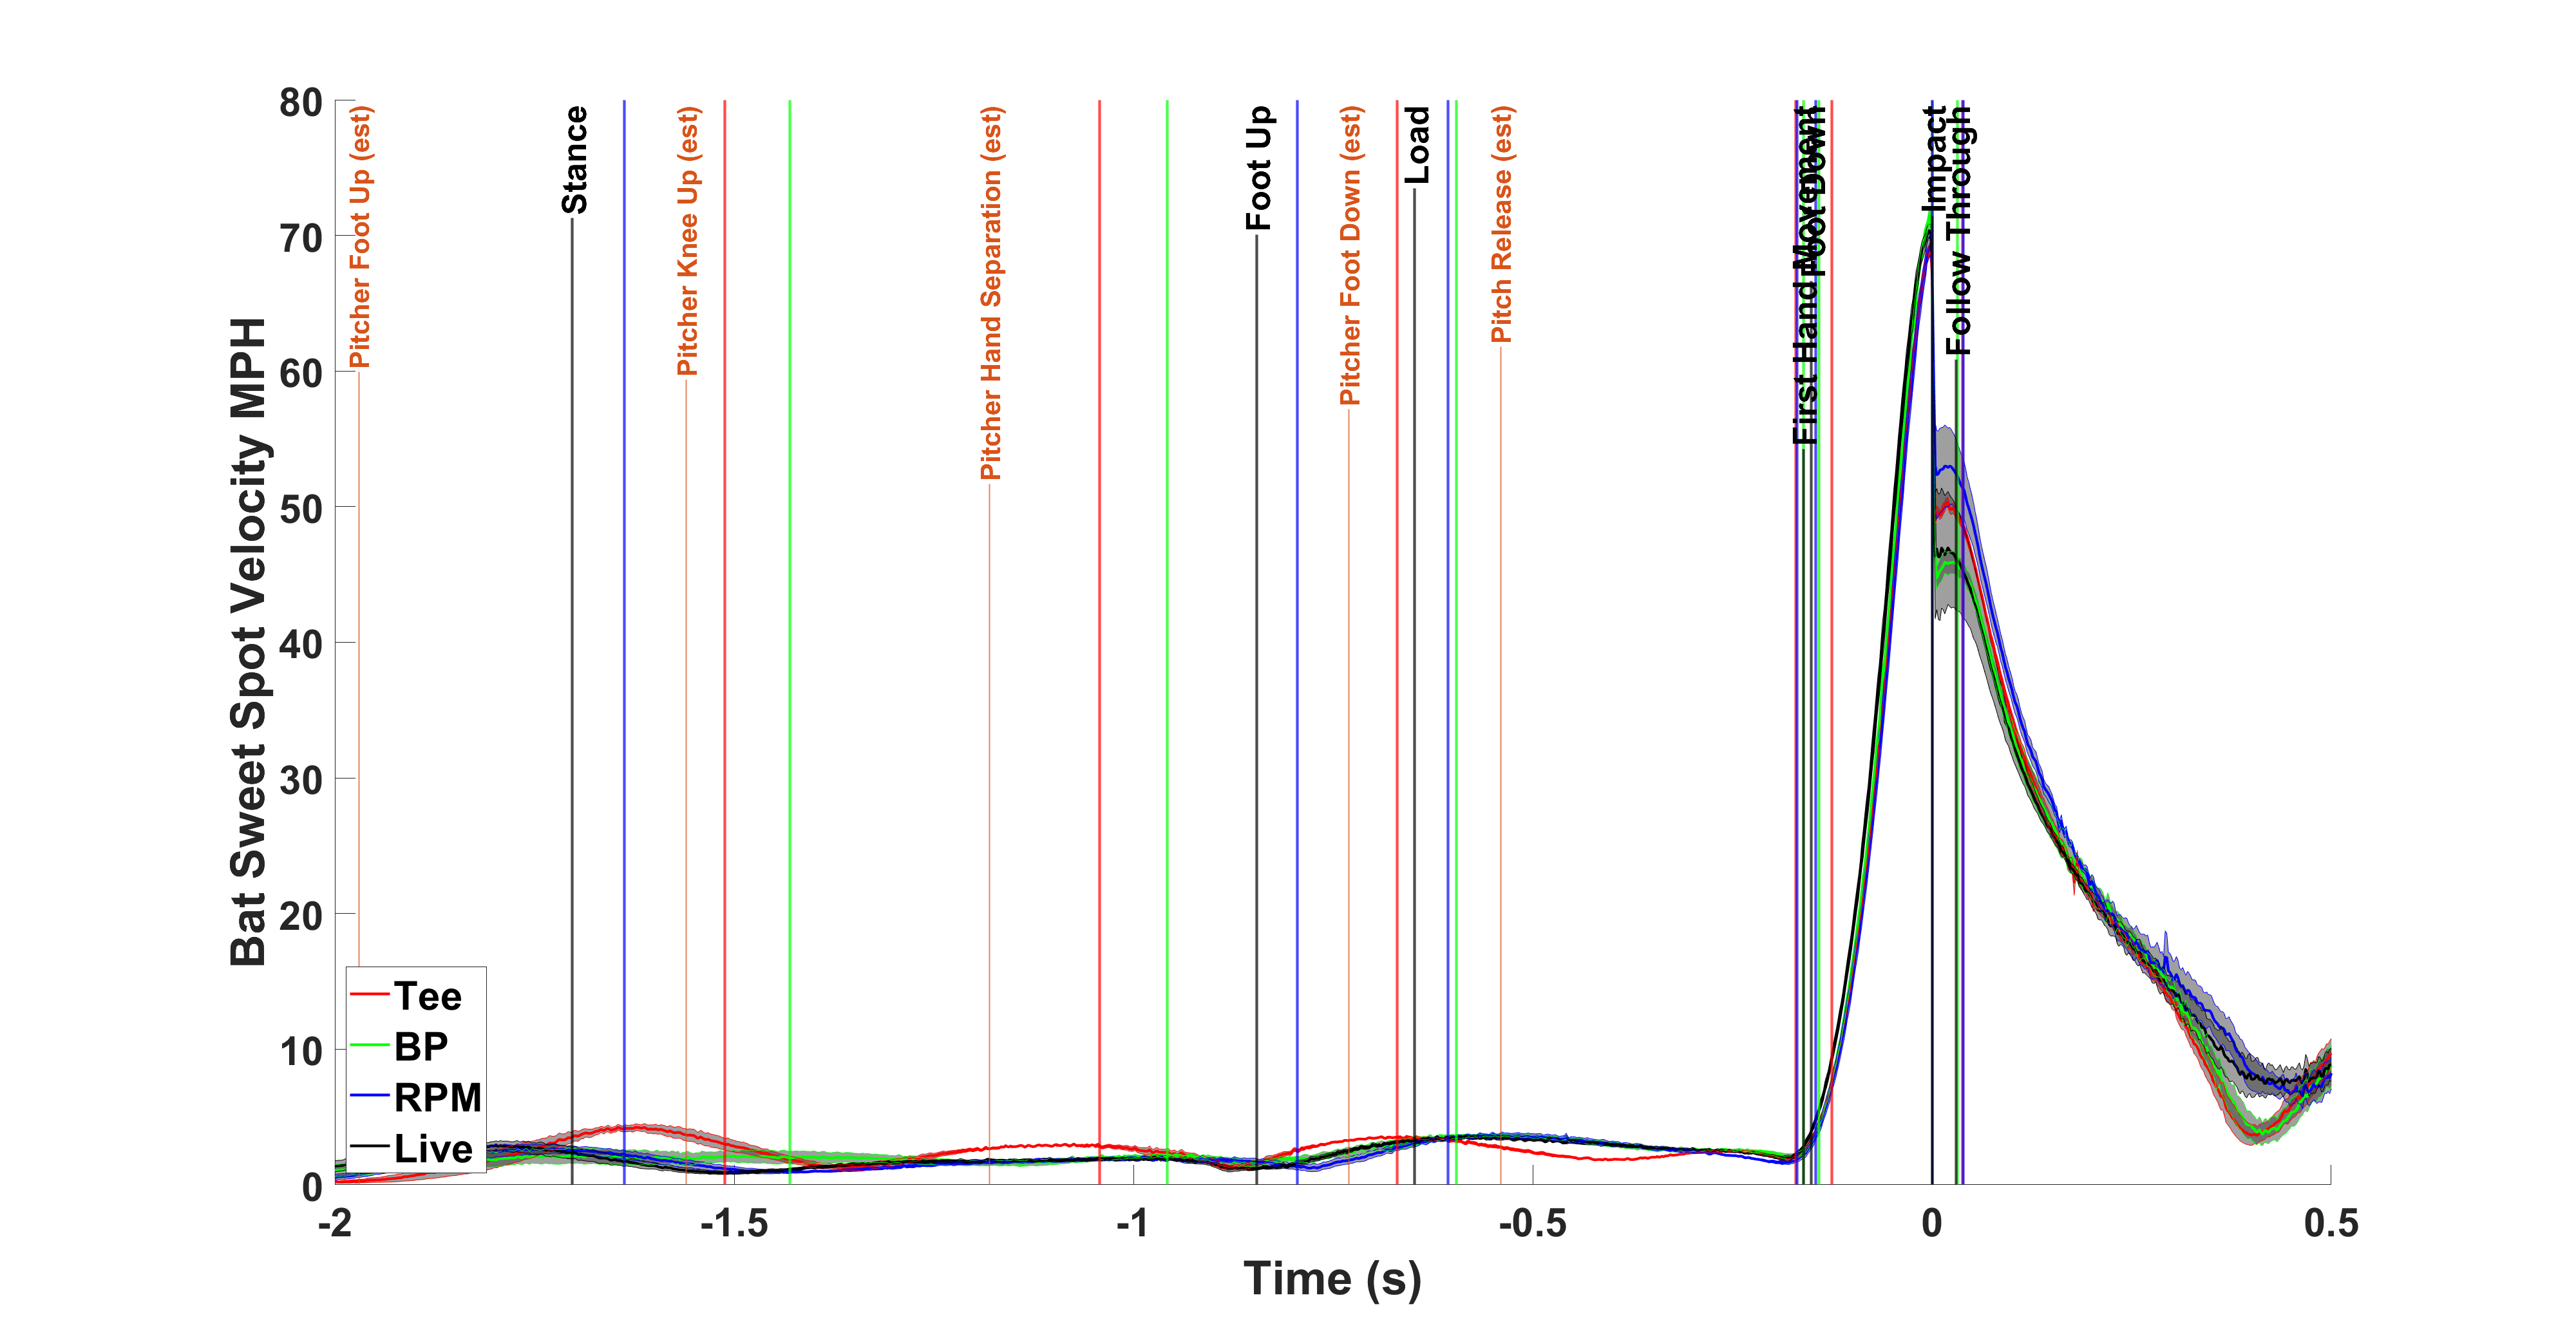 Bat Sweet Spot Velocity MPH
80
70
60
50
40
30
20
10
0
Pitcher Foot Up (est)
Stance
Pitcher Knee Up (est)
Pitcher Hand Separation (est)
Foot Up
Pitcher Foot Down (est)
Load
Pitch Release (est)
First Hand Movement
Foot Down
Impact
Follow Through
Tee
BP
RPM
Live
-2
-1.5
-1
-0.5
0
0.5
Time (s)